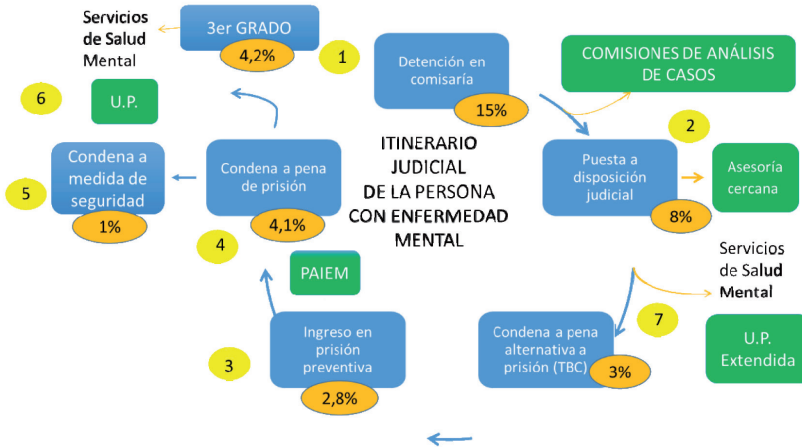 Servicios
de Salud
Mental
3er GRADO
4,2%
1
Detención en
comisaría
15%
COMISIONES DE ANÁLISIS
DE CASOS
6
U.P.
2
ITINERARIO
JUDICIAL
DE LA PERSONA
CON ENFERMEDAD
MENTAL
Puesta a
disposición
judicial
8%
Asesoría
cercana
5
Condena a
medida de
seguridad
1%
Condena a pena
de prisión
4,1%
4
PAIEM
Servicios
de Salud
Mental
7
U.P.
Extendida
3
Ingreso en
prisión
preventiva
2,8%
Condena a pena
alternativa a
prisión (TBC)
3%